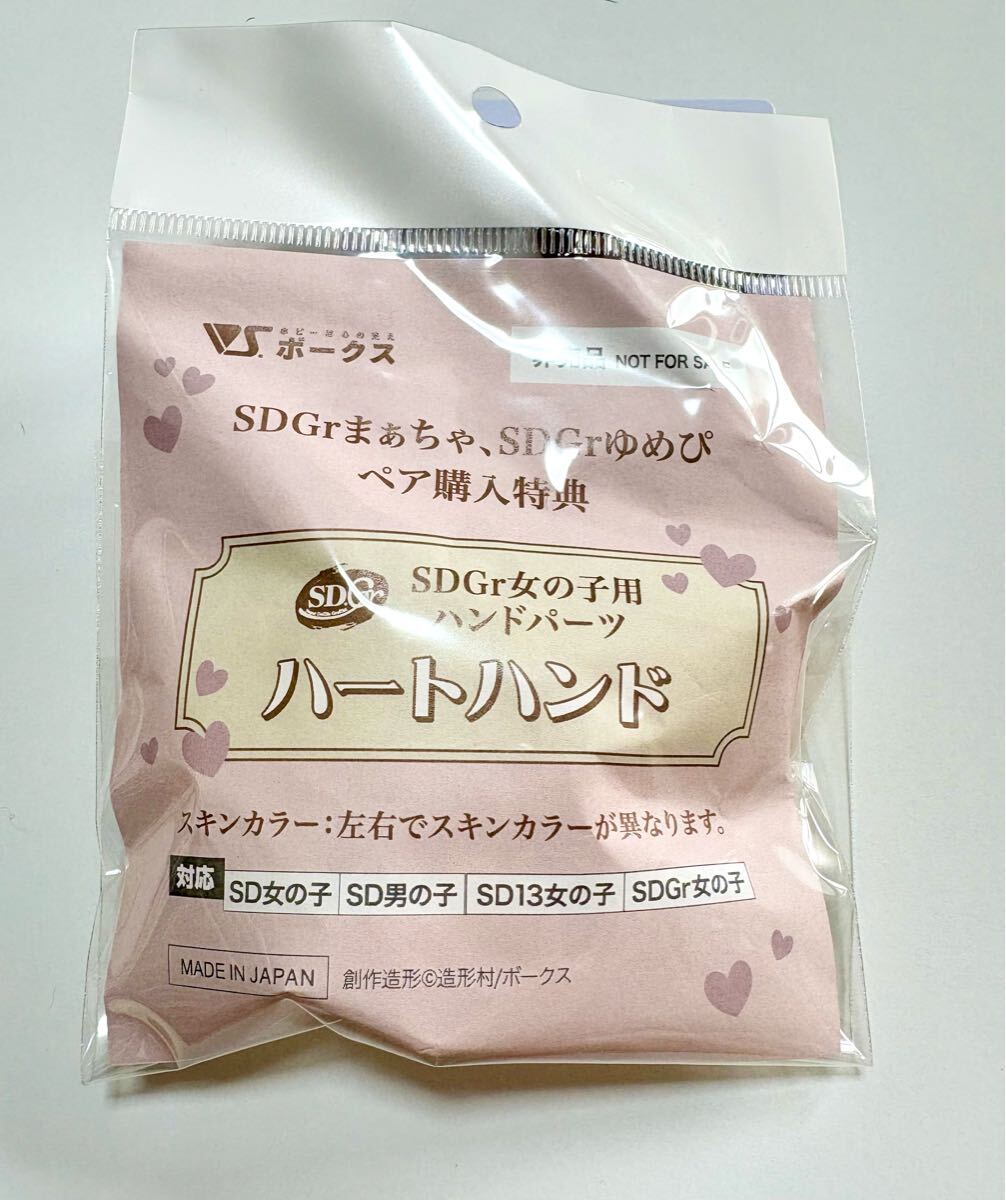 VS. ボークス
非売品 NOT FOR SALE
SDGrまぁちゃ、SDGrゆめぴ
ペア購入特典
SDGr
SDGr女の子用
ハンドパーツ
ハートハンド
スキンカラー：左右でスキンカラーが異なります。
対応 SD女の子 SD男の子 SD13女の子 SDGr女の子
MADE IN JAPAN 創作造形©造形村/ボークス